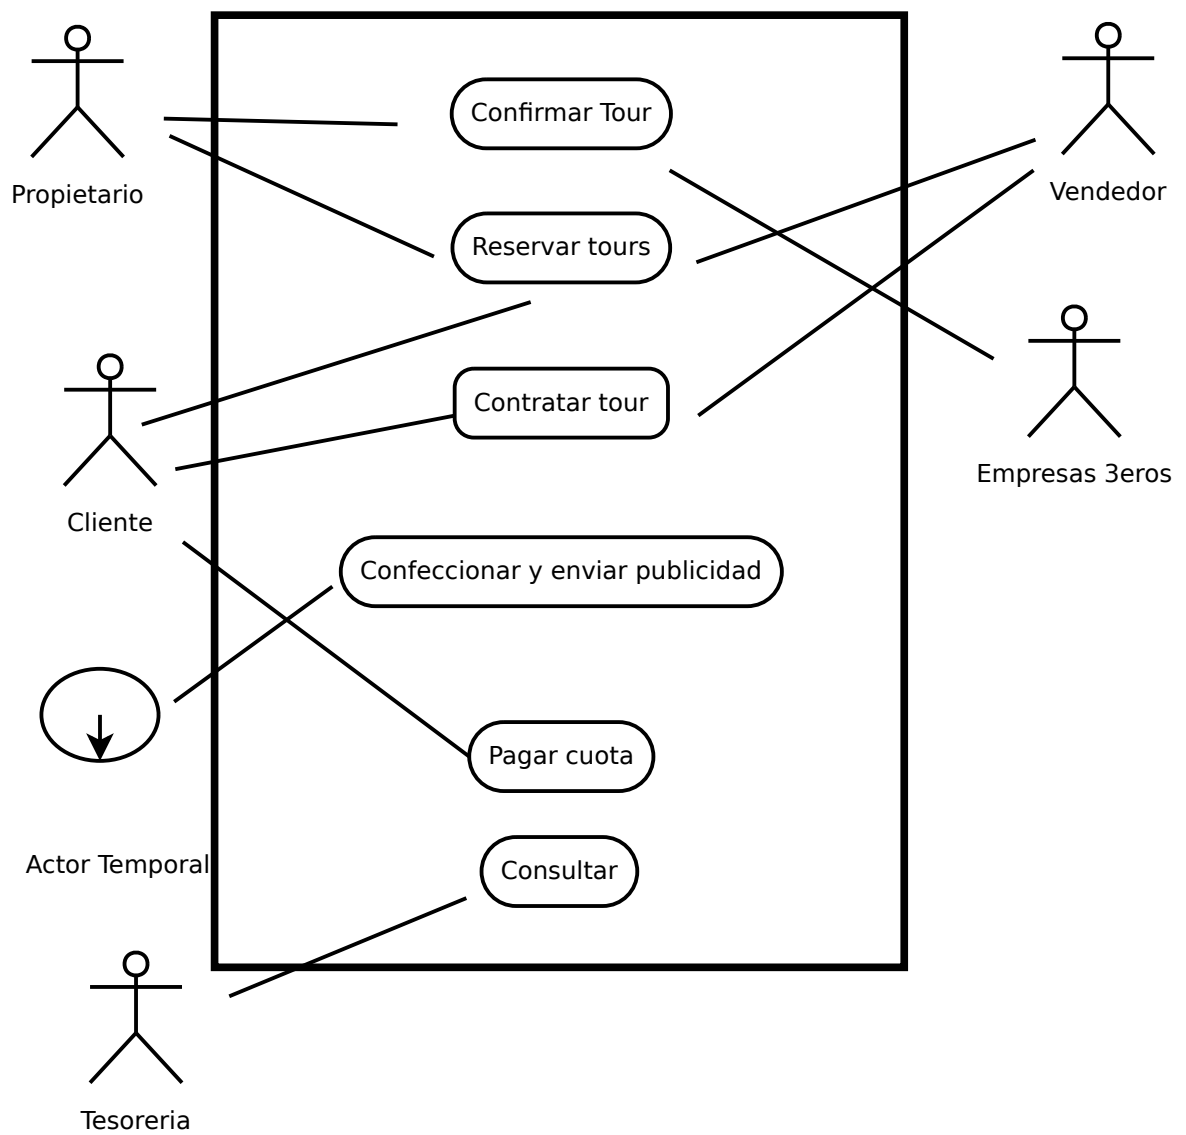 Confirmar Tour
Propietario
Vendedor
Reservar tours
Contratar tour
Empresas 3eros
Cliente
Confeccionar y enviar publicidad
Pagar cuota
Actor Temporal
Consultar
Tesoreria